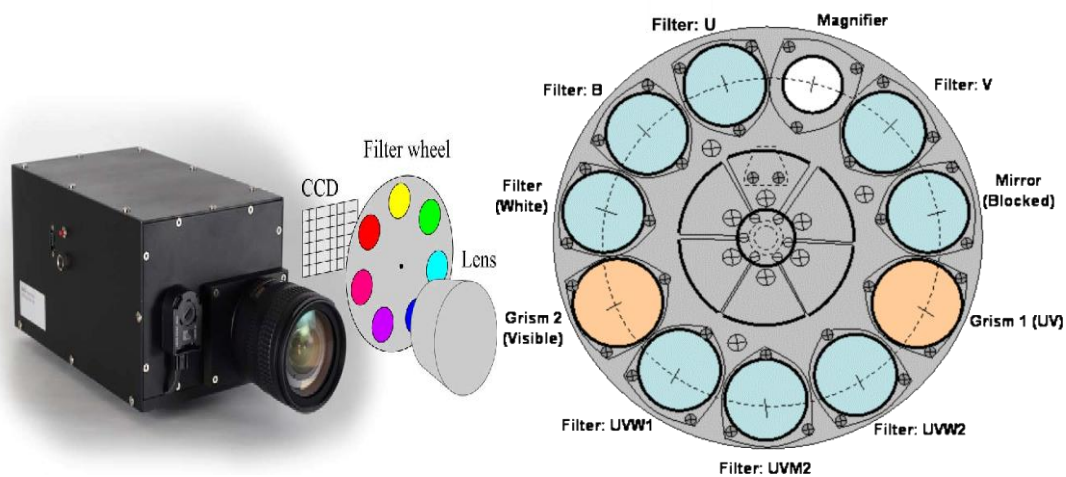 CCD
Filter wheel
Lens
Filter: U
Magnifier
Filter: B
Filter: V
Filter
(White)
Mirror
(Blocked)
Grism 2
(Visible)
Grism 1 (UV)
Filter: UVW1
Filter: UVW2
Filter: UVM2